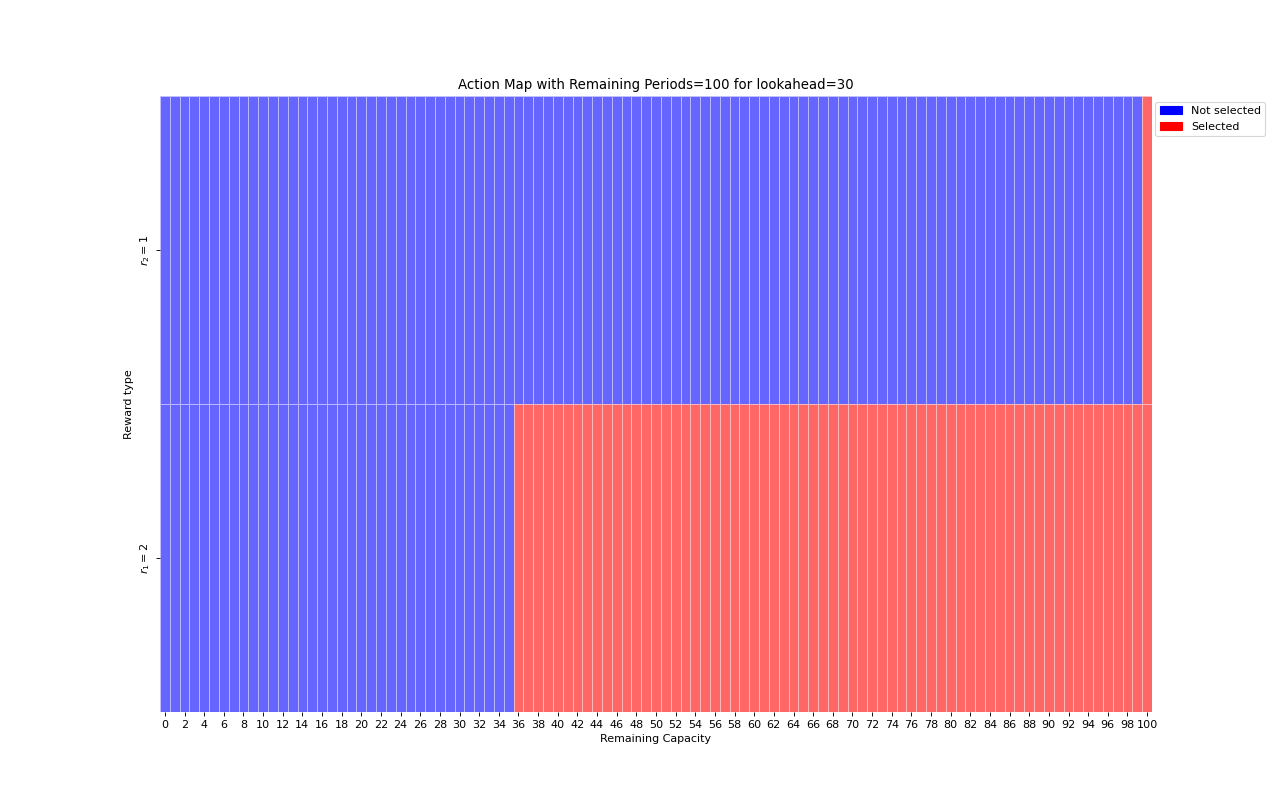 Action Map with Remaining Periods=100 for lookahead=30
Not selected
Selected
r₂ = 1
Reward type
r₁ = 2
0 2 4 6 8 10 12 14 16 18 20 22 24 26 28 30 32 34 36 38 40 42 44 46 48 50 52 54 56 58 60 62 64 66 68 70 72 74 76 78 80 82 84 86 88 90 92 94 96 98 100
Remaining Capacity